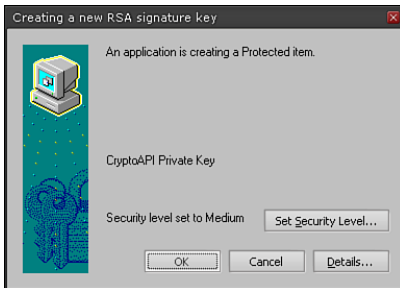 Creating a new RSA signature key
An application is creating a Protected item.
CryptoAPI Private Key
Security level set to Medium
Set Security Level...
OK
Cancel
Details...